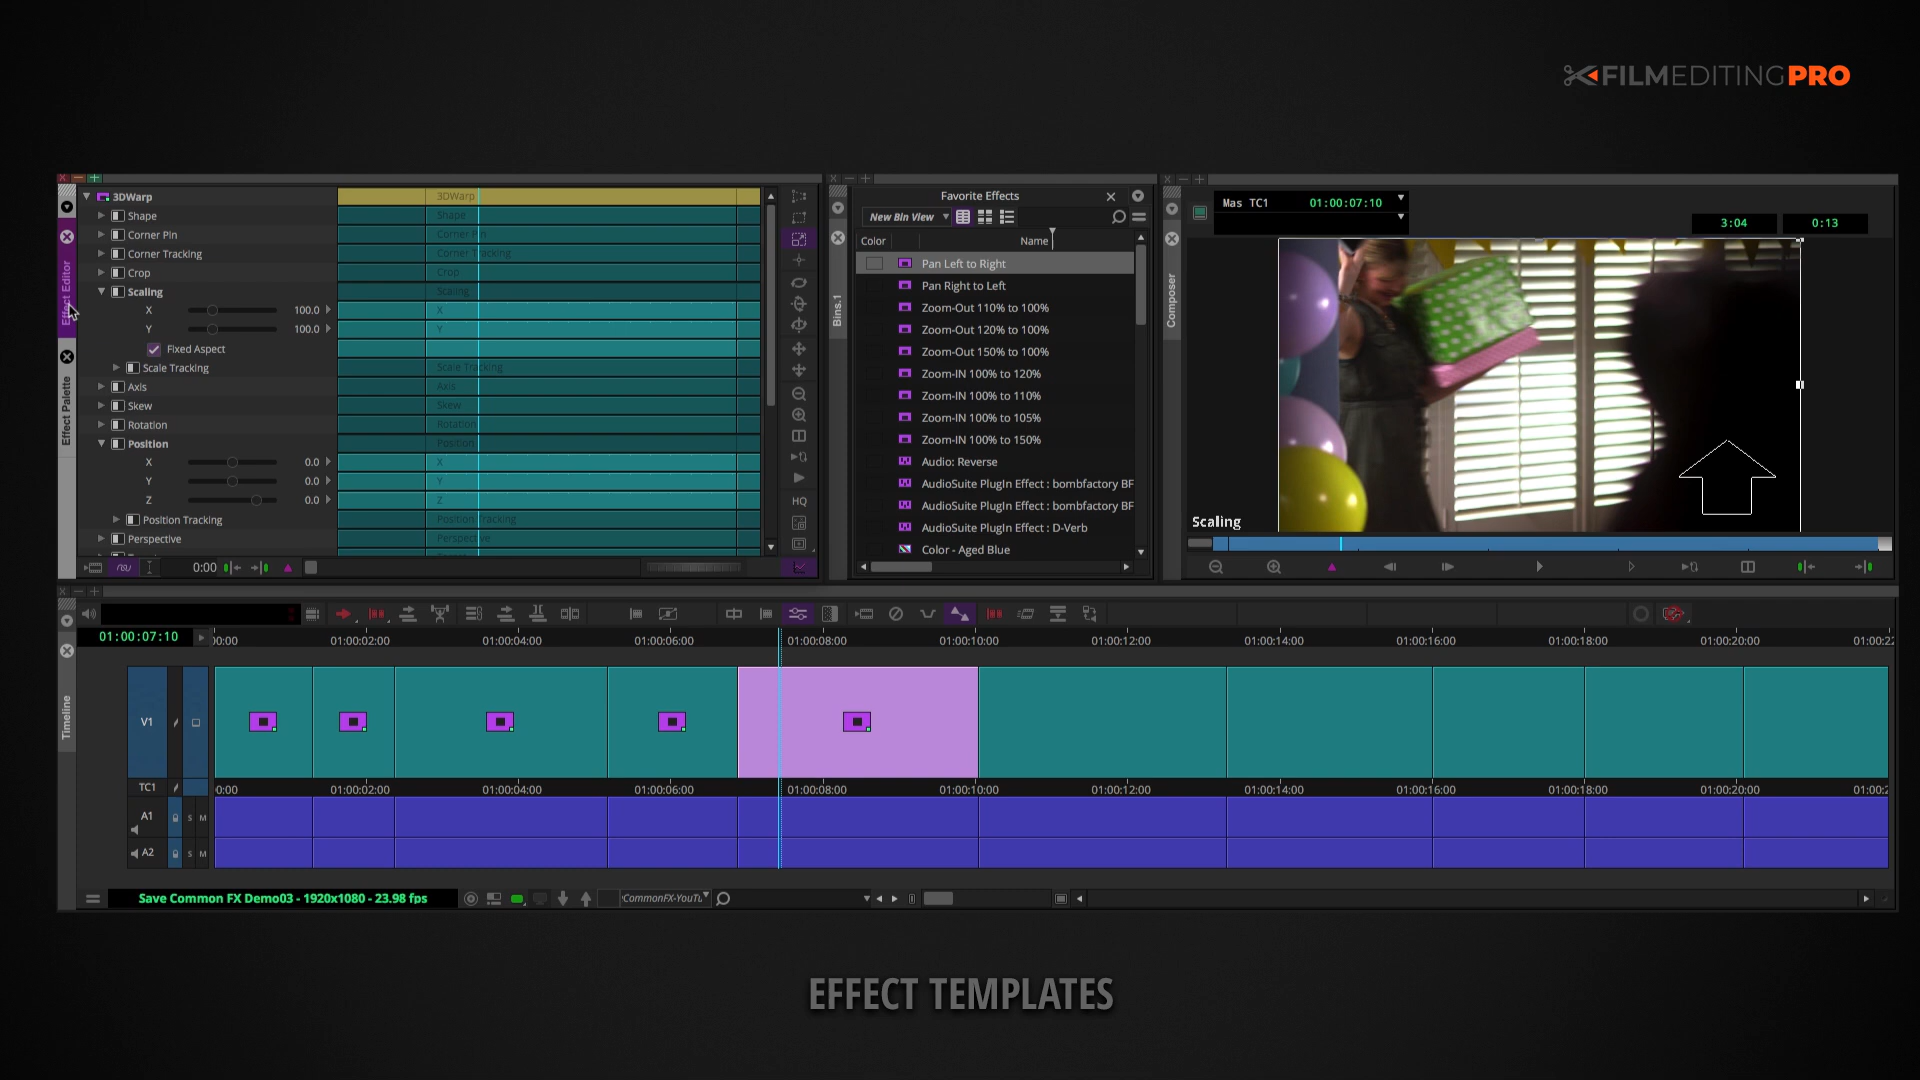 FILMEDITINGPRO
3DWarp
Shape
Corner Pin
Corner Tracking
Crop
Scaling
X 100.0
Y 100.0
Fixed Aspect
Scale Tracking
Axis
Skew
Rotation
Position
X 0.0
Y 0.0
Z 0.0
Position Tracking
Perspective
0:00
3DWarp
Shape
Corner Pin
Corner Tracking
Crop
Scaling
X
Y
Scale Tracking
Axis
Skew
Rotation
Position
X
Y
Z
Position Tracking
Perspective
HQ
Effect Editor
Effect Palette
Bins.1
Favorite Effects
New Bin View
Color Name
Pan Left to Right
Pan Right to Left
Zoom-Out 110% to 100%
Zoom-Out 120% to 100%
Zoom-Out 150% to 100%
Zoom-IN 100% to 120%
Zoom-IN 100% to 110%
Zoom-IN 100% to 105%
Zoom-IN 100% to 150%
Audio: Reverse
AudioSuite PlugIn Effect : bombfactory BF
AudioSuite PlugIn Effect : bombfactory BF
AudioSuite PlugIn Effect : D-Verb
Color - Aged Blue
Composer
Mas TC1 01:00:07:10
3:04 0:13
Scaling
Timeline
01:00:07:10
00:00 01:00:02:00 01:00:04:00 01:00:06:00 01:00:08:00 01:00:10:00 01:00:12:00 01:00:14:00 01:00:16:00 01:00:18:00 01:00:20:00 01:00:22
V1
TC1 0:00 01:00:02:00 01:00:04:00 01:00:06:00 01:00:08:00 01:00:10:00 01:00:12:00 01:00:14:00 01:00:16:00 01:00:18:00 01:00:20:00 01:00:2
A1 S M
A2 S M
Save Common FX Demo03 - 1920x1080 - 23.98 fps
CommonFX-YouTu
EFFECT TEMPLATES